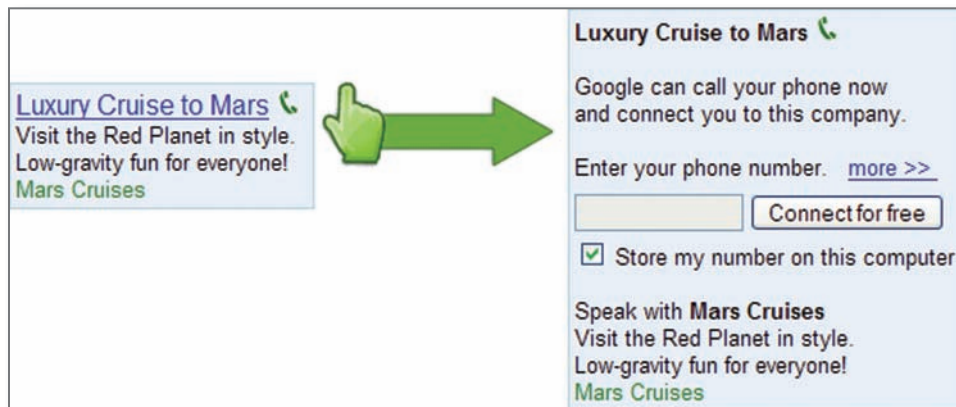 Luxury Cruise to Mars
Visit the Red Planet in style.
Low-gravity fun for everyone!
Mars Cruises
Luxury Cruise to Mars
Google can call your phone now
and connect you to this company.
Enter your phone number. more >>
Connect for free
Store my number on this computer
Speak with Mars Cruises
Visit the Red Planet in style.
Low-gravity fun for everyone!
Mars Cruises